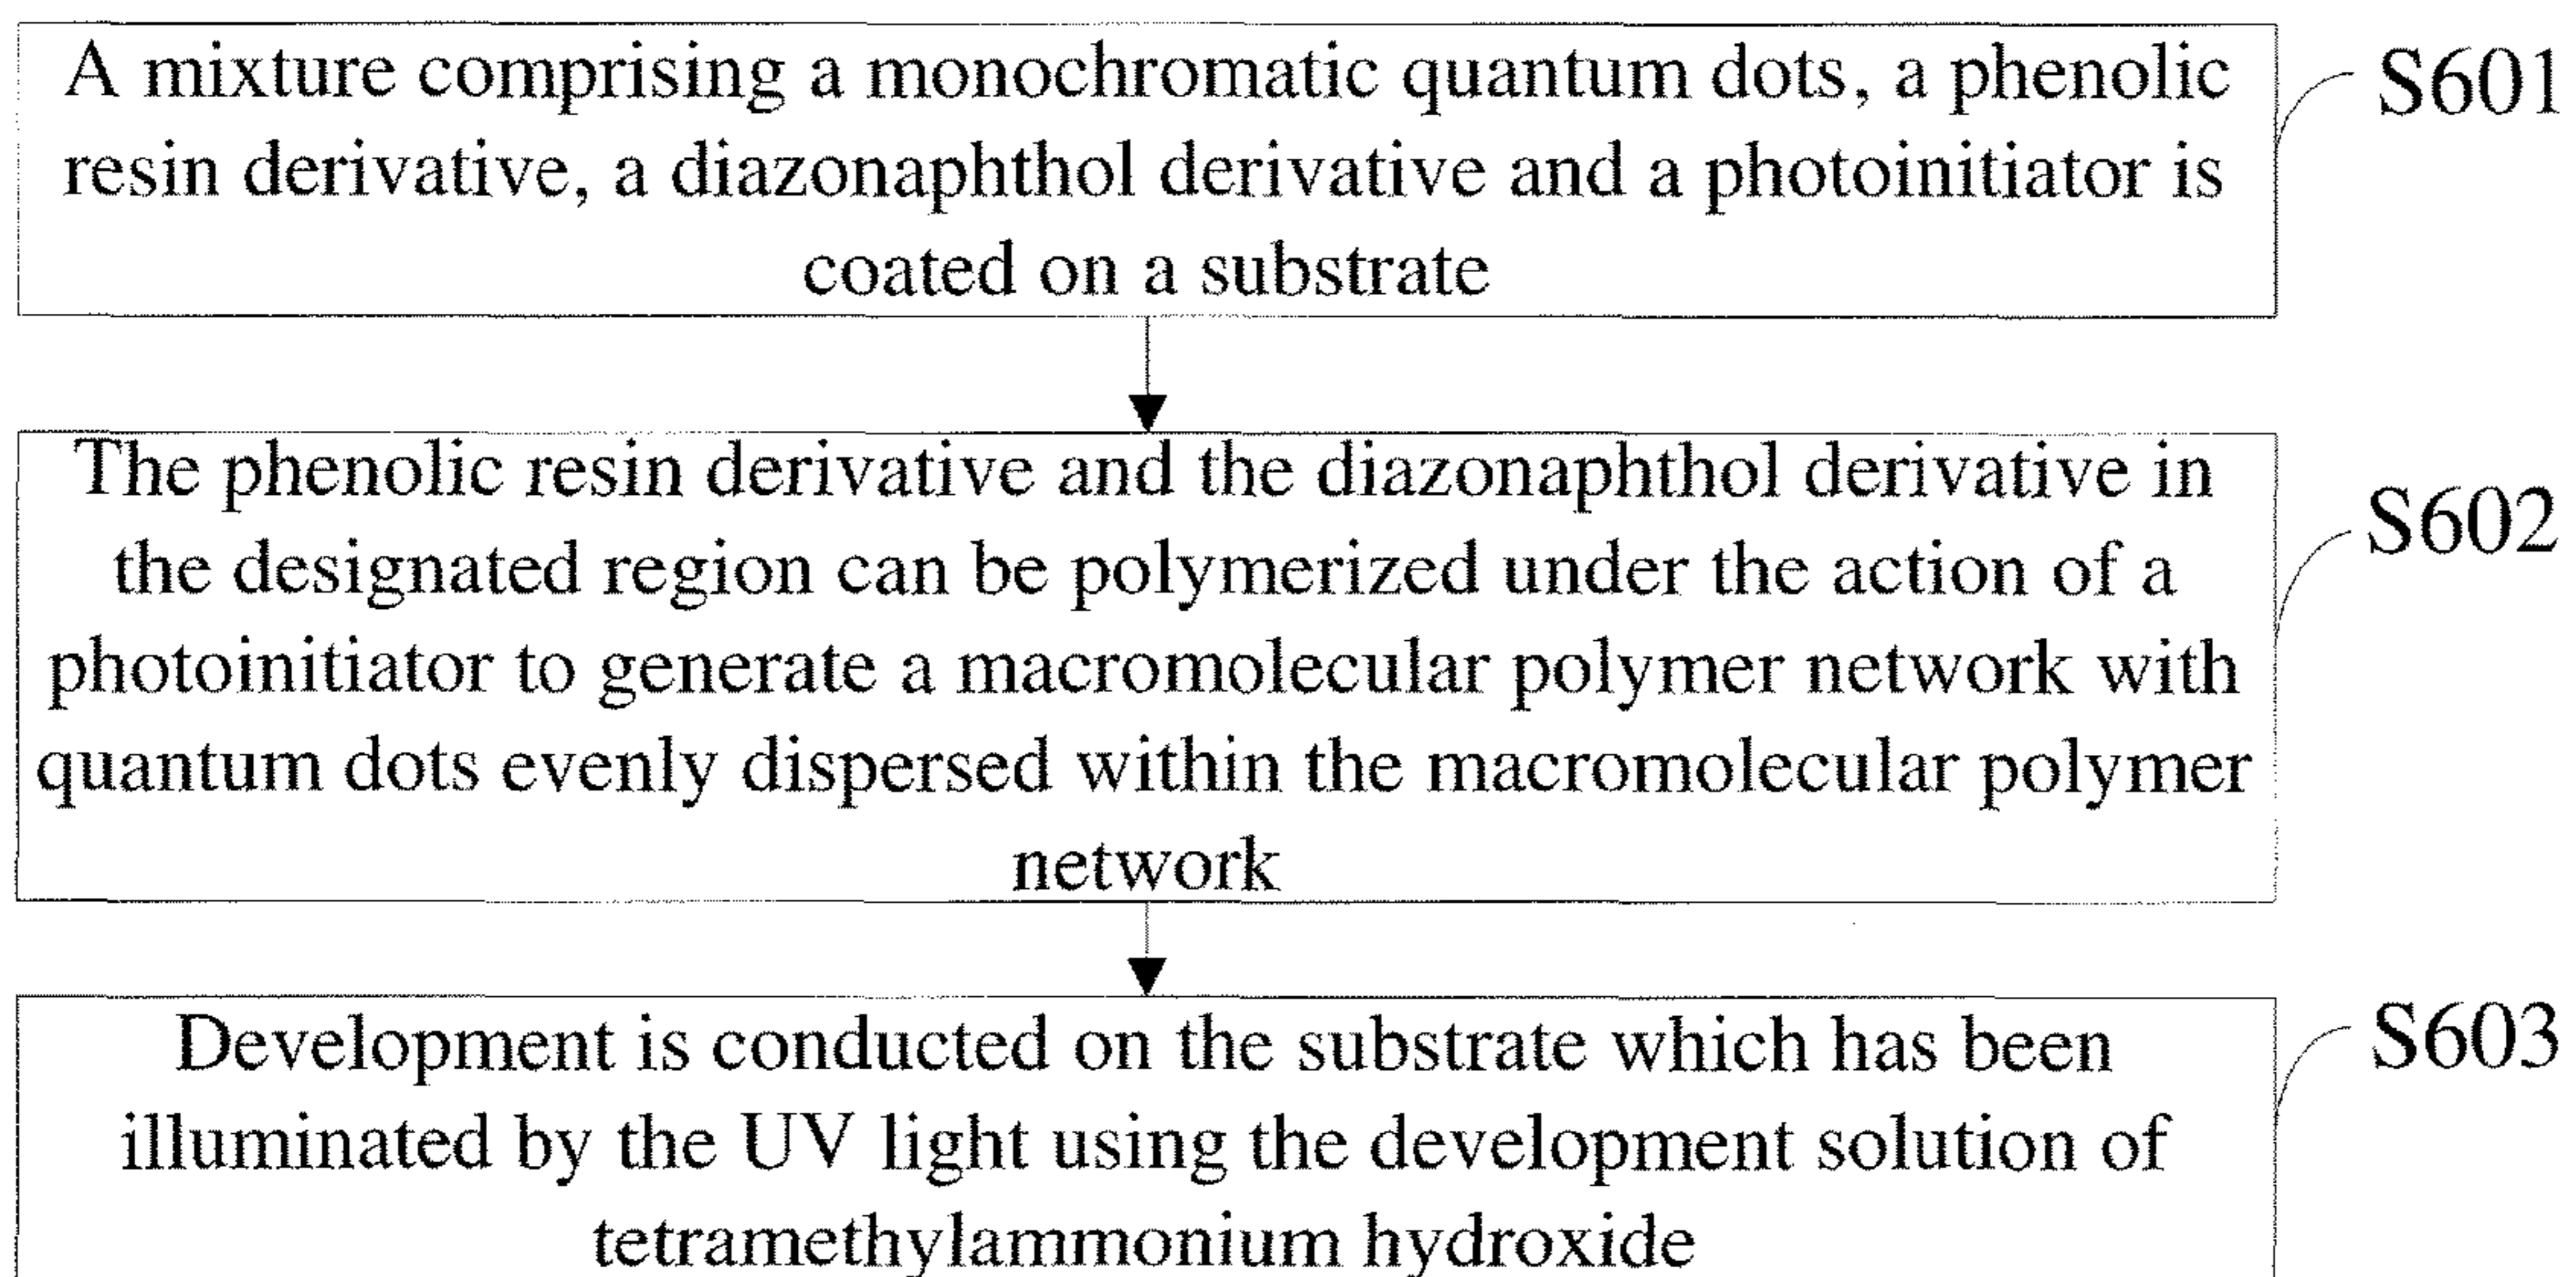 A mixture comprising a monochromatic quantum dots, a phenolic
resin derivative, a diazonaphthol derivative and a photoinitiator is
coated on a substrate
S601
The phenolic resin derivative and the diazonaphthol derivative in
the designated region can be polymerized under the action of a
photoinitiator to generate a macromolecular polymer network with
quantum dots evenly dispersed within the macromolecular polymer
network
S602
Development is conducted on the substrate which has been
illuminated by the UV light using the development solution of
tetramethylammonium hydroxide
S603